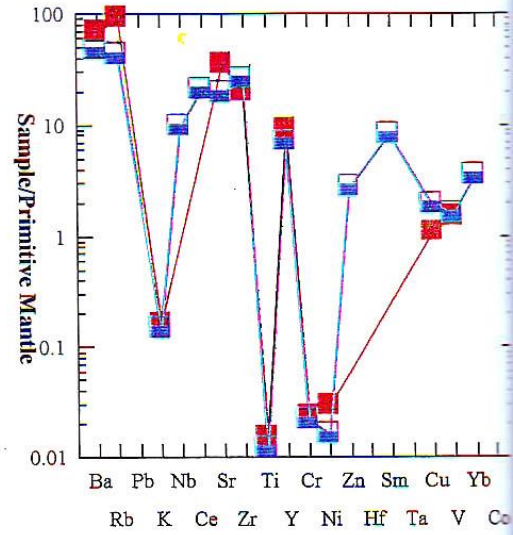 100
10
1
0.1
0.01
Sample/Primitive Mantle
Ba Pb Nb Sr Ti Cr Zn Sm Cu Yb
Rb K Ce Zr Y Ni Hf Ta V Co